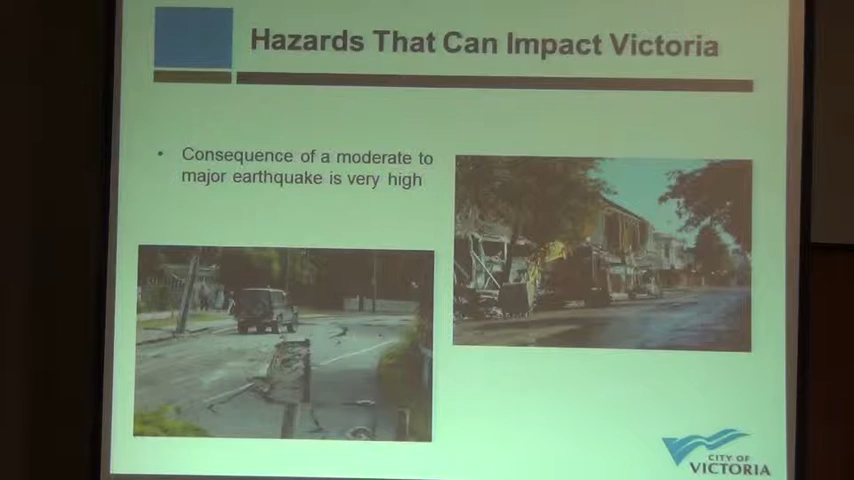 Hazards That Can Impact Victoria
• Consequence of a moderate to
major earthquake is very high
CITY OF
VICTORIA